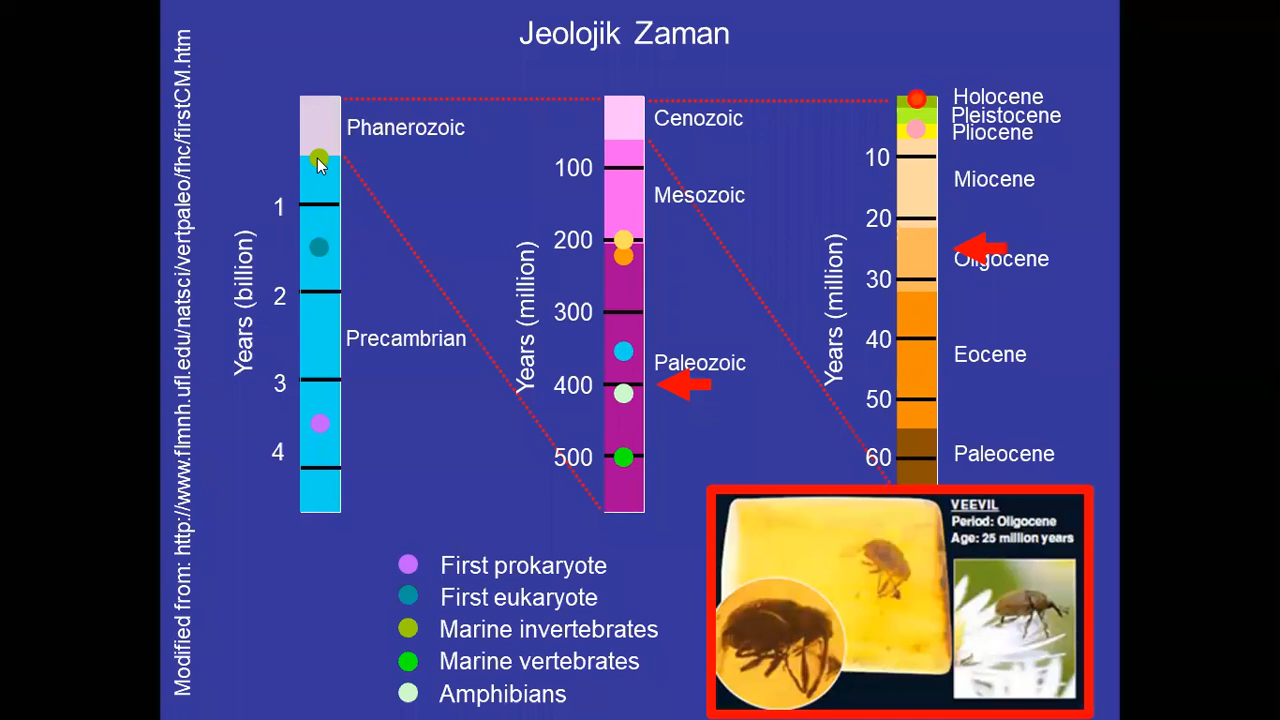 Jeolojik Zaman
Modified from: http://www.flmnh.ufl.edu/natsci/vertpaleo/fhc/firstCM.htm
Years (billion)
1
2
3
4
Phanerozoic
Precambrian
Years (million)
100
200
300
400
500
Cenozoic
Mesozoic
Paleozoic
Years (million)
10
20
30
40
50
60
Holocene
Pleistocene
Pliocene
Miocene
Oligocene
Eocene
Paleocene
First prokaryote
First eukaryote
Marine invertebrates
Marine vertebrates
Amphibians
VEEVIL
Period: Oligocene
Age: 25 million years